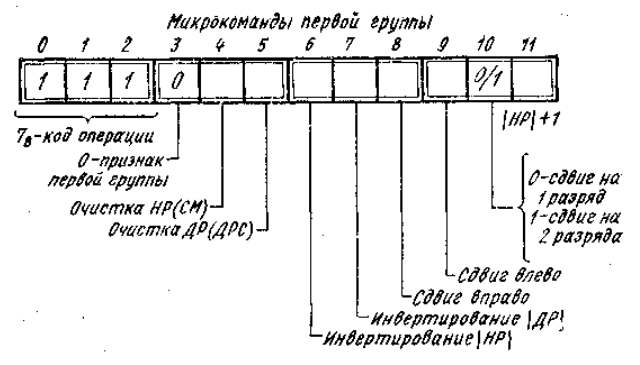 Микрокоманды первой группы
0 1 2 3 4 5 6 7 8 9 10 11
1 1 1 0 0/1
7₈-код операции
|НР|+1
0-признак
первой группы
0-сдвиг на
1 разряд
1-сдвиг на
2 разряда
Очистка НР(СМ)
Очистка ДР(ДРС)
Сдвиг влево
Сдвиг вправо
Инвертирование|ДР|
Инвертирование|НР|